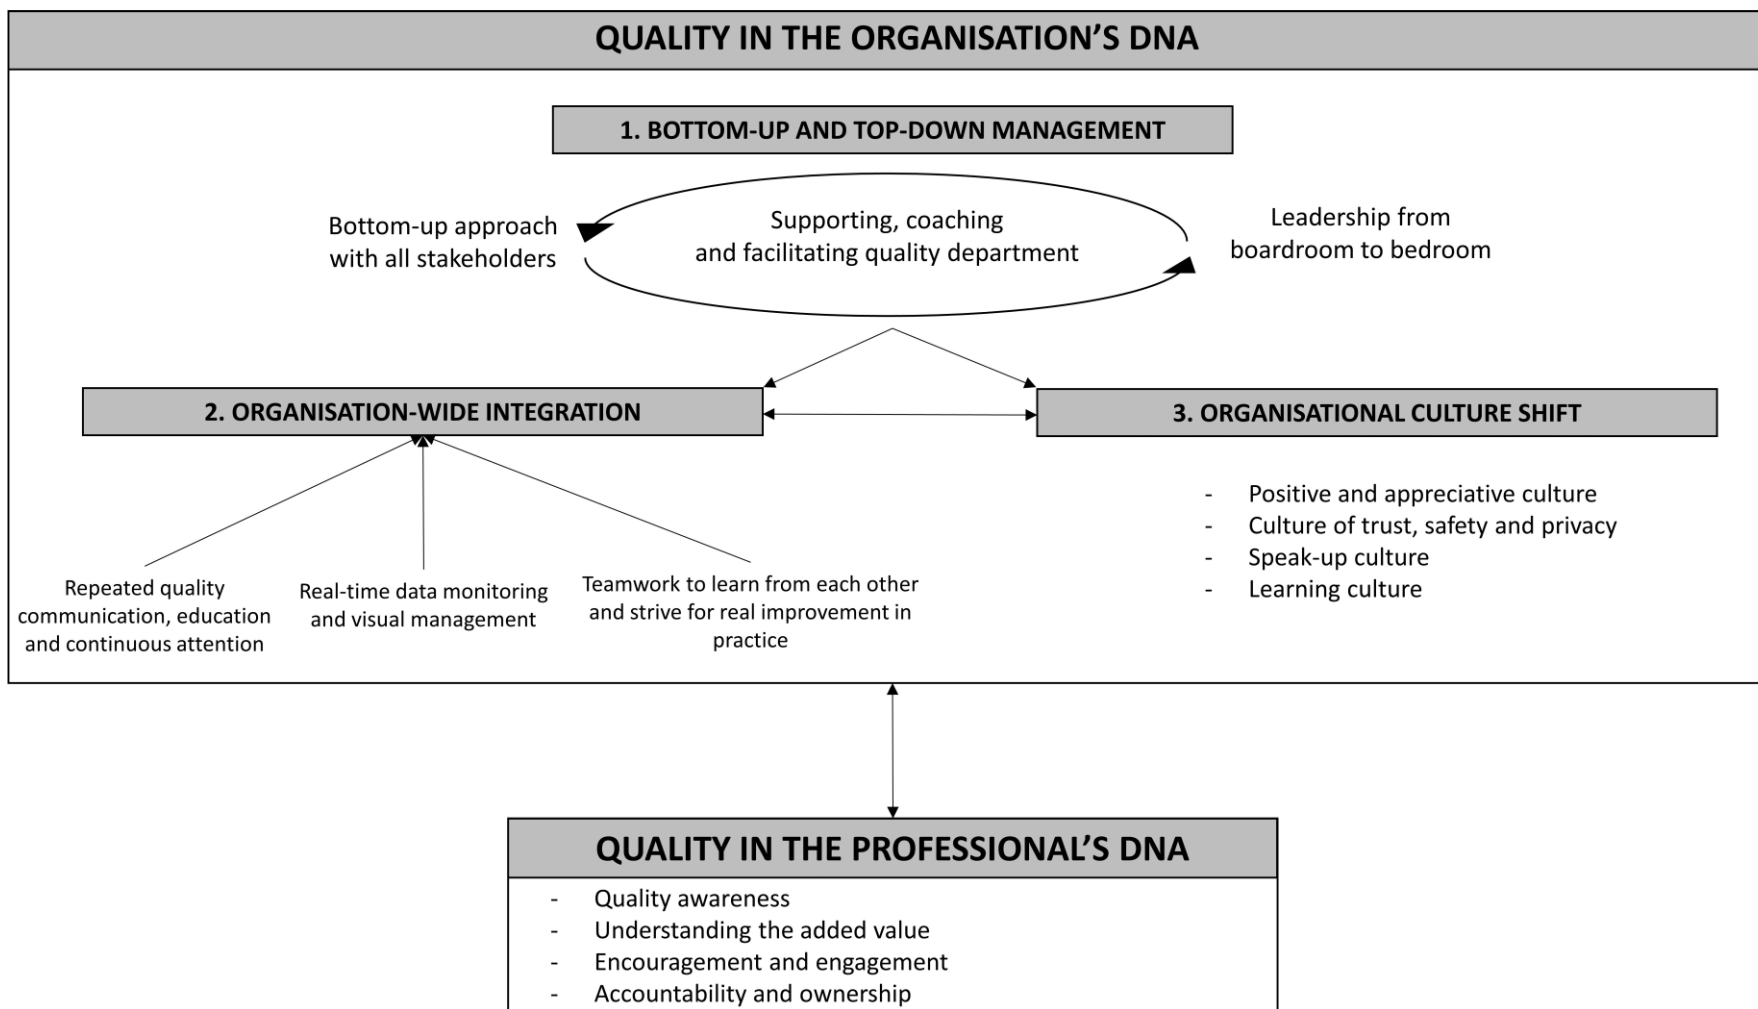 QUALITY IN THE ORGANISATION'S DNA
1. BOTTOM-UP AND TOP-DOWN MANAGEMENT
Bottom-up approach
with all stakeholders
Supporting, coaching
and facilitating quality department
Leadership from
boardroom to bedroom
2. ORGANISATION-WIDE INTEGRATION
3. ORGANISATIONAL CULTURE SHIFT
Repeated quality
communication, education
and continuous attention
Real-time data monitoring
and visual management
Teamwork to learn from each other
and strive for real improvement in
practice
- Positive and appreciative culture
- Culture of trust, safety and privacy
- Speak-up culture
- Learning culture
QUALITY IN THE PROFESSIONAL'S DNA
- Quality awareness
- Understanding the added value
- Encouragement and engagement
- Accountability and ownership